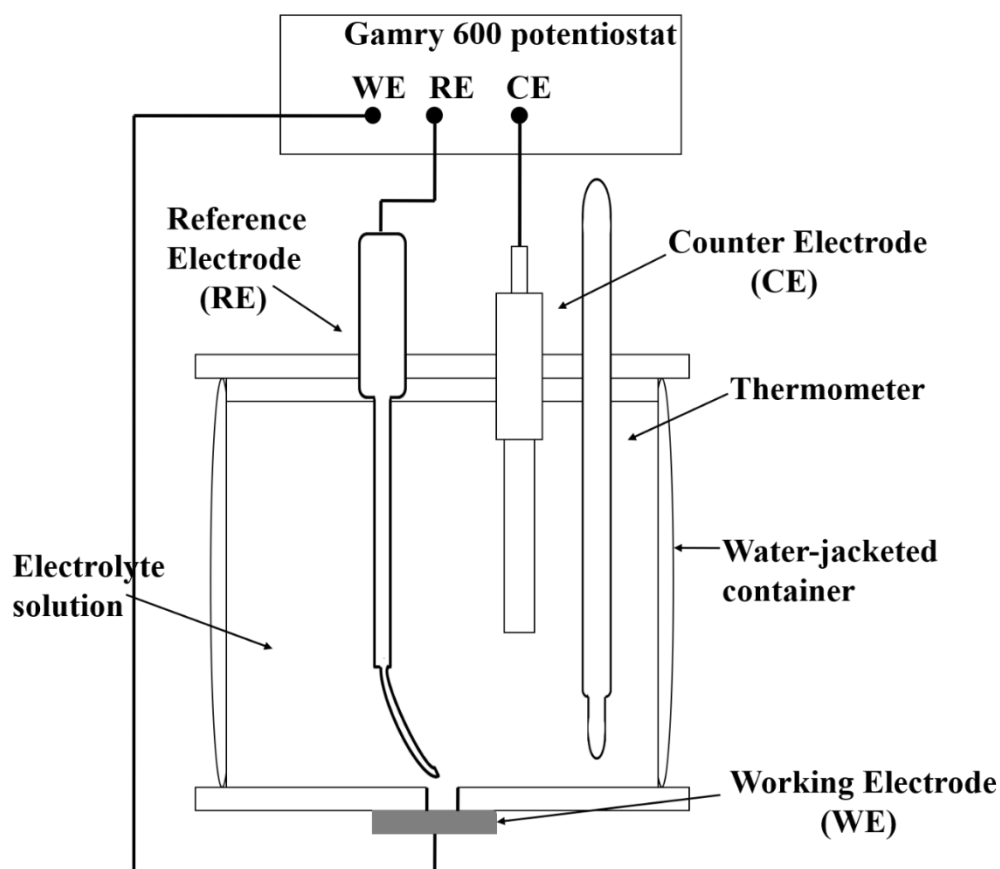 Gamry 600 potentiostat
WE RE CE
Reference
Electrode
(RE)
Counter Electrode
(CE)
Thermometer
Electrolyte
solution
Water-jacketed
container
Working Electrode
(WE)